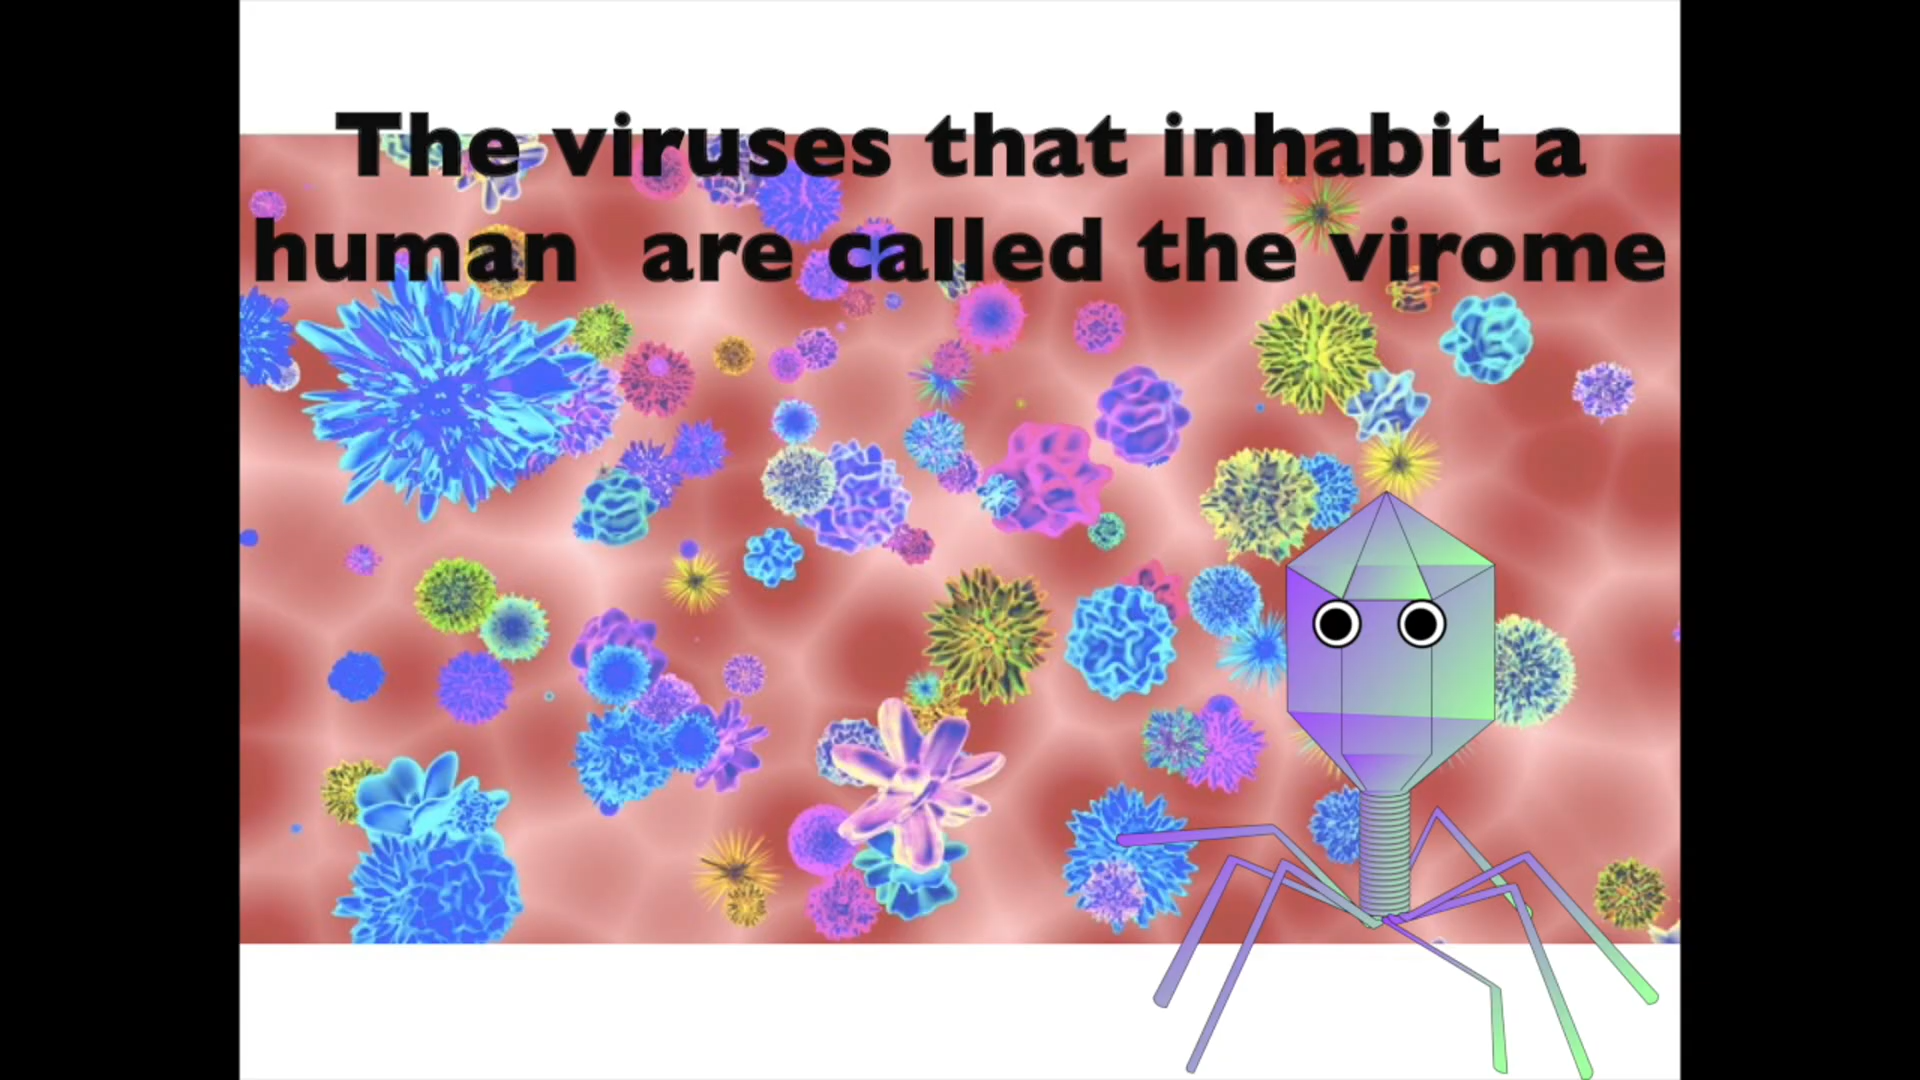 The viruses that inhabit a
human are called the virome